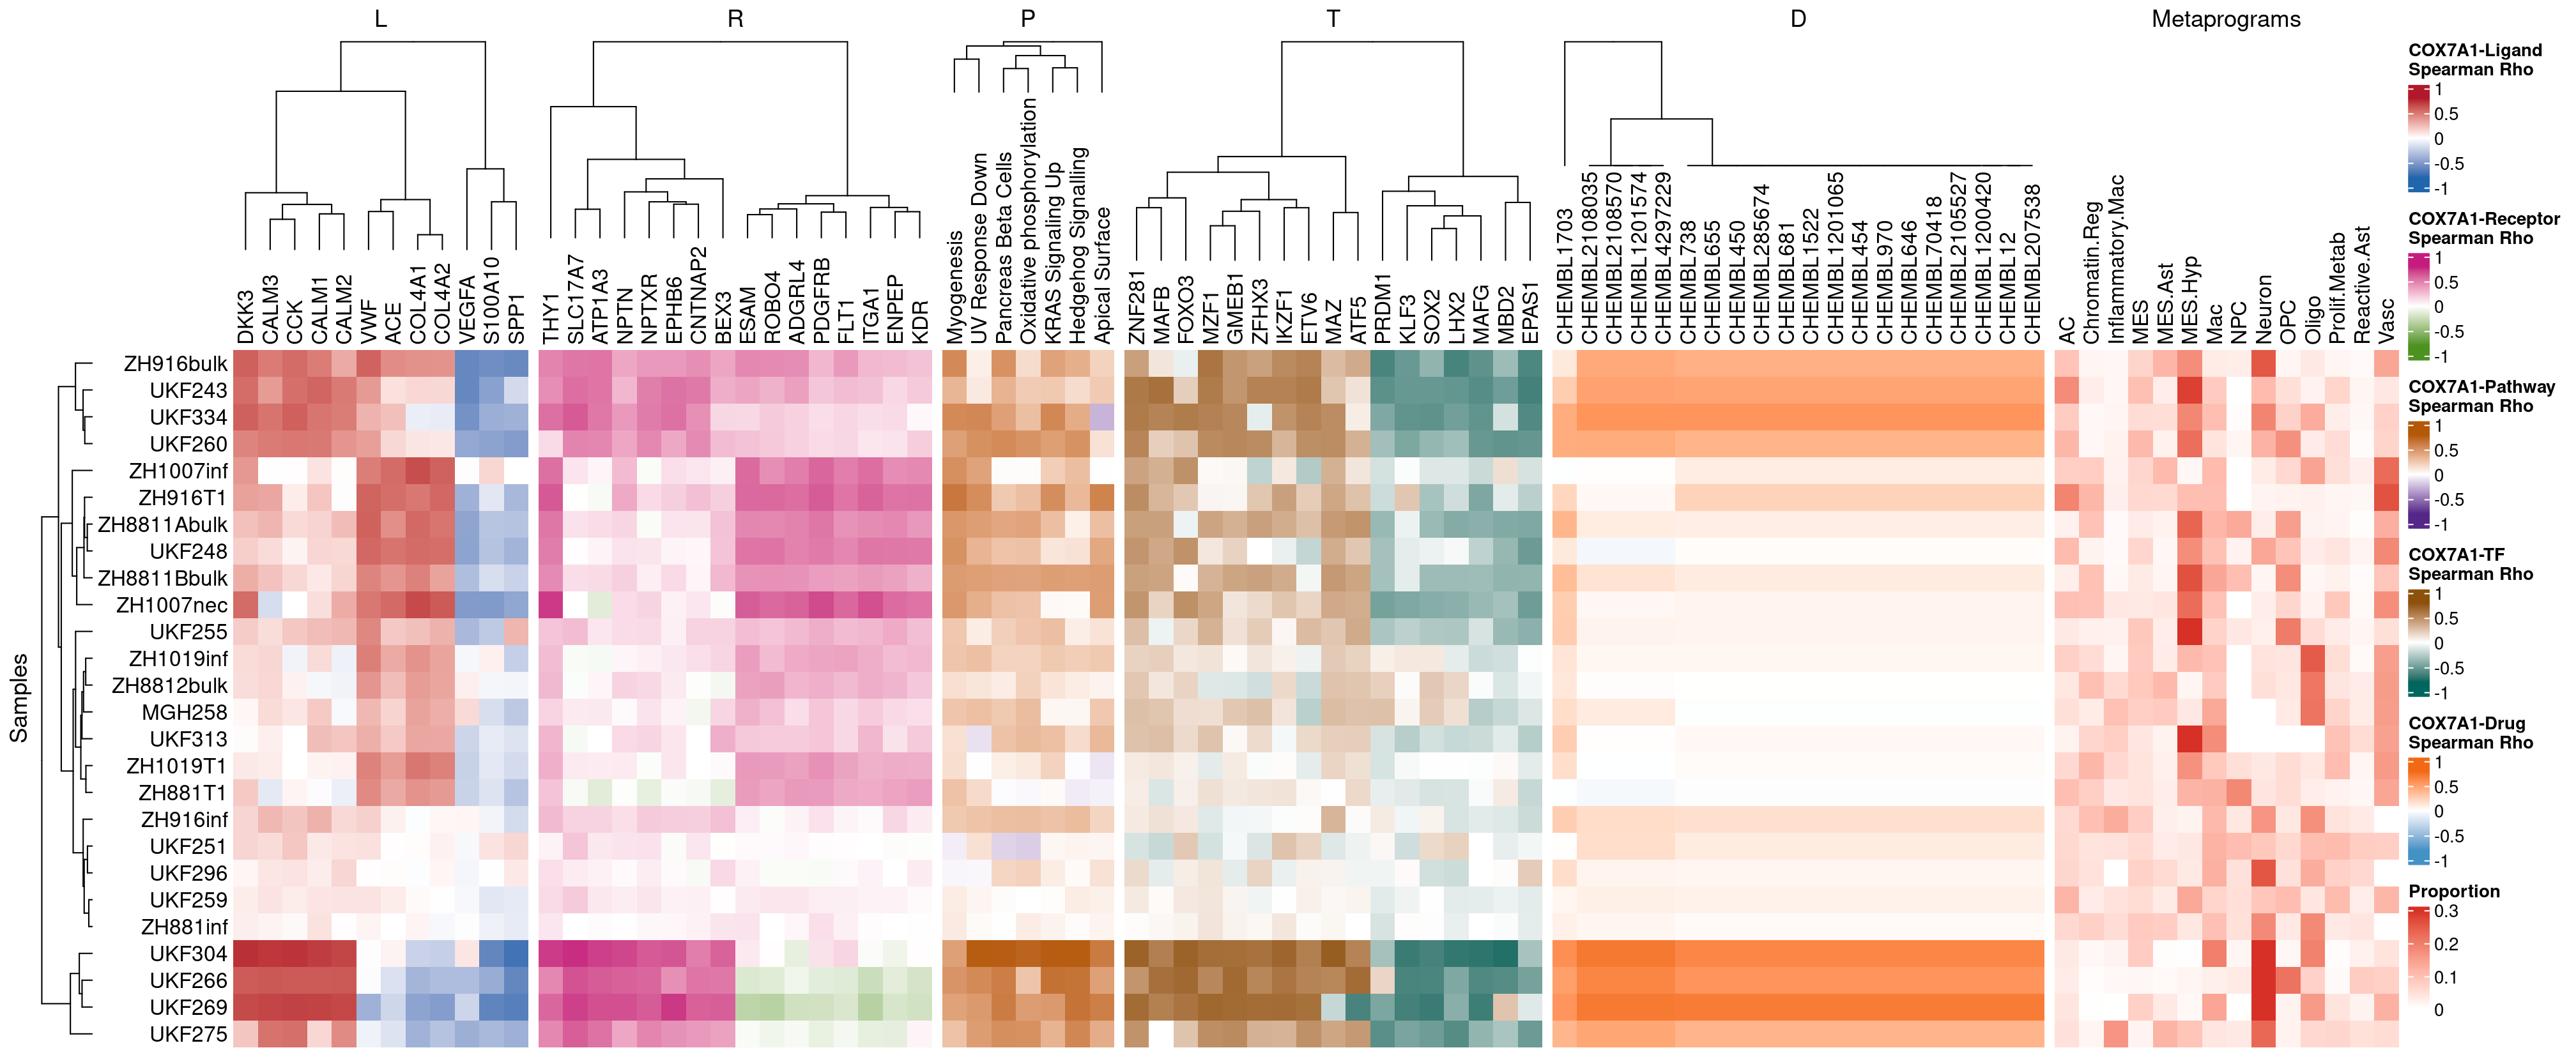 L R P T D Metaprograms
DKK3
CALM3
CCK
CALM1
CALM2
VWF
ACE
COL4A1
COL4A2
VEGFA
S100A10
SPP1
THY1
SLC17A7
ATP1A3
NPTN
NPTXR
EPHB6
CNTNAP2
BEX3
ESAM
ROBO4
ADGRL4
PDGFRB
FLT1
ITGA1
ENPEP
KDR
Myogenesis
UV Response Down
Pancreas Beta Cells
Oxidative phosphorylation
KRAS Signaling Up
Hedgehog Signalling
Apical Surface
ZNF281
MAFB
FOXO3
MZF1
GMEB1
ZFHX3
IKZF1
ETV6
MAZ
ATF5
PRDM1
KLF3
SOX2
LHX2
MAFG
MBD2
EPAS1
CHEMBL1703
CHEMBL2108035
CHEMBL2108570
CHEMBL1201574
CHEMBL4297229
CHEMBL738
CHEMBL655
CHEMBL450
CHEMBL285674
CHEMBL681
CHEMBL1522
CHEMBL1201065
CHEMBL454
CHEMBL970
CHEMBL646
CHEMBL70418
CHEMBL2105527
CHEMBL1200420
CHEMBL12
CHEMBL207538
AC
Chromatin.Reg
Inflammatory.Mac
MES
MES.Ast
MES.Hyp
Mac
NPC
Neuron
OPC
Oligo
Prolif.Metab
Reactive.Ast
Vasc
Samples
ZH916bulk
UKF243
UKF334
UKF260
ZH1007inf
ZH916T1
ZH8811Abulk
UKF248
ZH8811Bbulk
ZH1007nec
UKF255
ZH1019inf
ZH8812bulk
MGH258
UKF313
ZH1019T1
ZH881T1
ZH916inf
UKF251
UKF296
UKF259
ZH881inf
UKF304
UKF266
UKF269
UKF275
COX7A1-Ligand
Spearman Rho
1
0.5
0
-0.5
-1
COX7A1-Receptor
Spearman Rho
1
0.5
0
-0.5
-1
COX7A1-Pathway
Spearman Rho
1
0.5
0
-0.5
-1
COX7A1-TF
Spearman Rho
1
0.5
0
-0.5
-1
COX7A1-Drug
Spearman Rho
1
0.5
0
-0.5
-1
Proportion
0.3
0.2
0.1
0